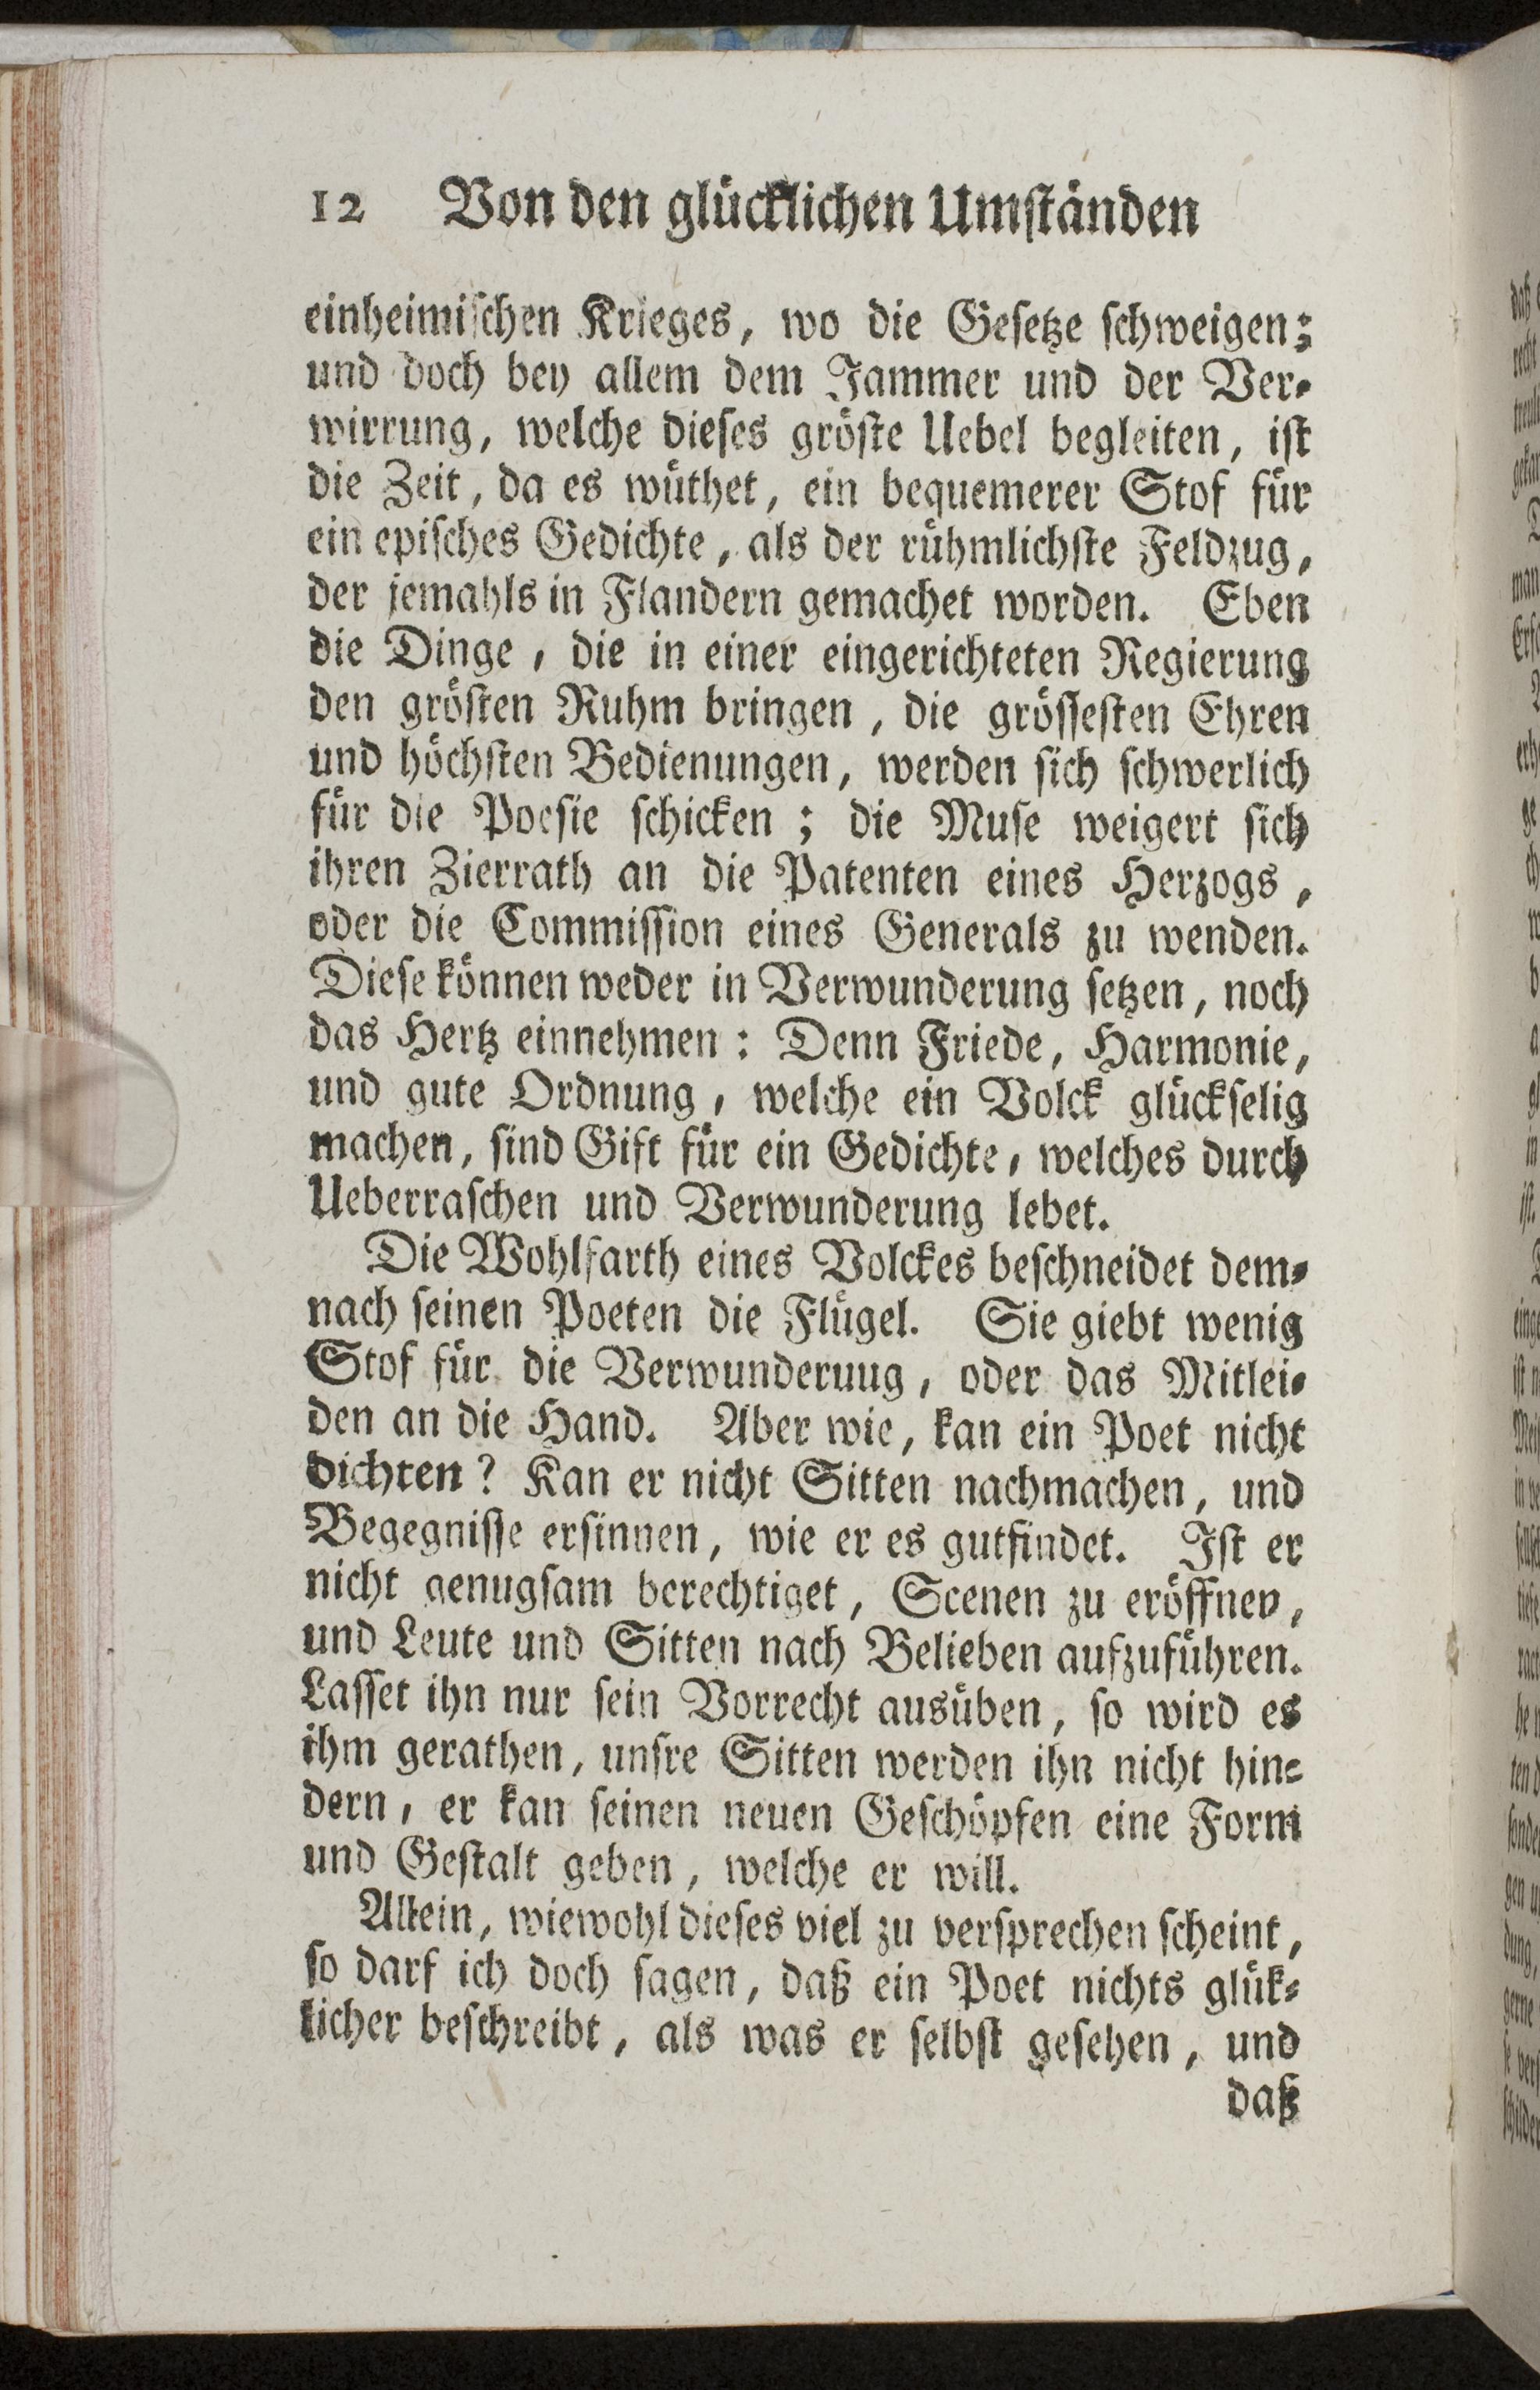 12 Von den glücklichen Umſtänden
einheimiſchen Krieges, wo die Geſetze ſchweigen;
und doch bey allem dem Jammer und der Ver-
wirrung, welche dieſes gröſte Uebel begleiten, iſt
die Zeit, da es wüthet, ein bequemerer Stof für
ein epiſches Gedichte, als der rühmlichſte Feldzug,
der jemahls in Flandern gemachet worden. Eben
die Dinge, die in einer eingerichteten Regierung
den gröſten Ruhm bringen, die gröſſeſten Ehren
und höchſten Bedienungen, werden ſich ſchwerlich
für die Poeſie ſchicken; die Muſe weigert ſich
ihren Zierrath an die Patenten eines Herzogs,
oder die Commiſſion eines Generals zu wenden.
Dieſe können weder in Verwunderung ſetzen, noch
das Hertz einnehmen: Denn Friede, Harmonie,
und gute Ordnung, welche ein Volck glückſelig
machen, ſind Gift für ein Gedichte, welches durch
Ueberraſchen und Verwunderung lebet.
Die Wohlfarth eines Volckes beſchneidet dem-
nach ſeinen Poeten die Flügel. Sie giebt wenig
Stof für die Verwunderuug, oder das Mitlei-
den an die Hand. Aber wie, kan ein Poet nicht
dichten? Kan er nicht Sitten nachmachen, und
Begegniſſe erſinnen, wie er es gutfindet. Iſt er
nicht genugſam berechtiget, Scenen zu eröffnen,
und Leute und Sitten nach Belieben aufzuführen.
Laſſet ihn nur ſein Vorrecht ausüben, ſo wird es
ihm gerathen, unſre Sitten werden ihn nicht hin-
dern, er kan ſeinen neuen Geſchöpfen eine Form
und Geſtalt geben, welche er will.
Allein, wiewohl dieſes viel zu verſprechen ſcheint,
ſo darf ich doch ſagen, daß ein Poet nichts glük-
licher beſchreibt, als was er ſelbſt geſehen, und
daß